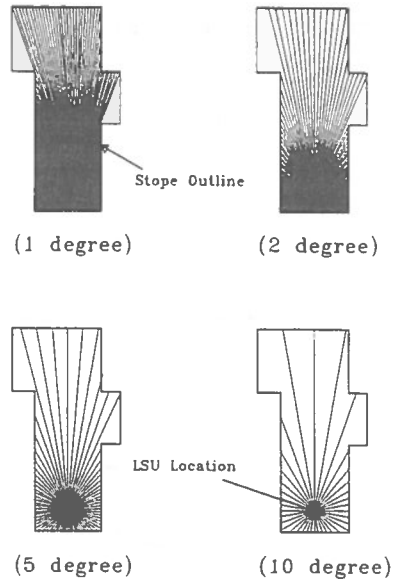 Stope Outline
(1 degree)
(2 degree)
LSU Location
(5 degree)
(10 degree)